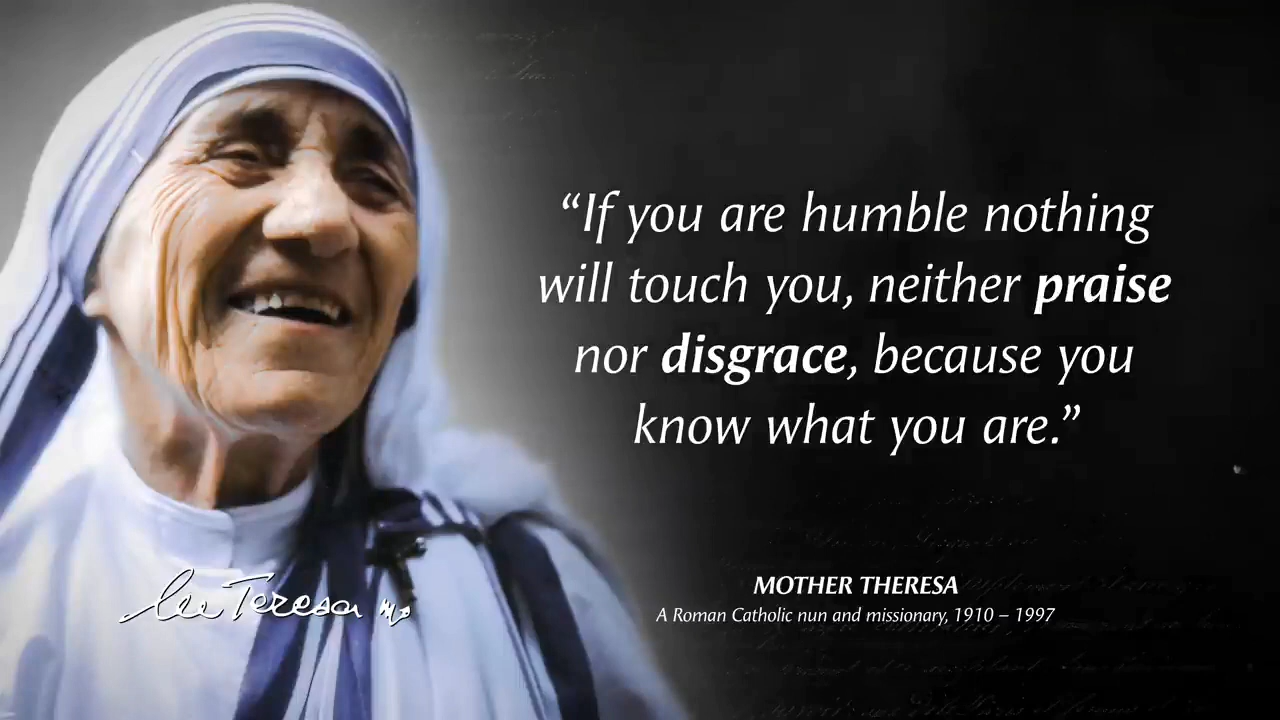 “If you are humble nothing
will touch you, neither praise
nor disgrace, because you
know what you are.”
Teresa
MOTHER THERESA
A Roman Catholic nun and missionary, 1910 – 1997